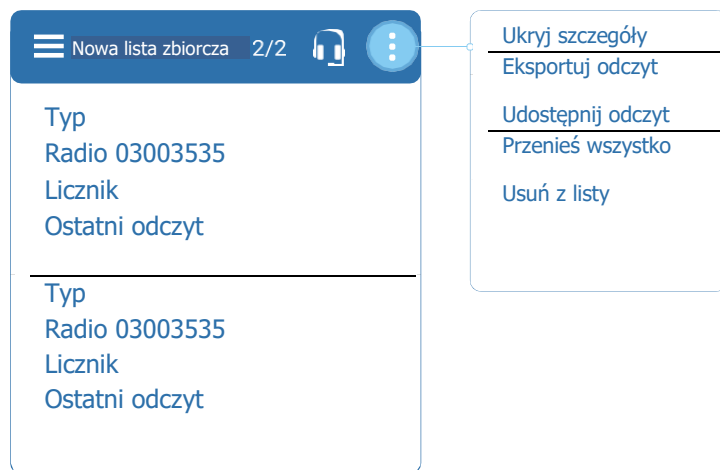 Nowa lista zbiorcza 2/2
Typ
Radio 03003535
Licznik
Ostatni odczyt
Typ
Radio 03003535
Licznik
Ostatni odczyt
Ukryj szczegóły
Eksportuj odczyt
Udostępnij odczyt
Przenieś wszystko
Usuń z listy